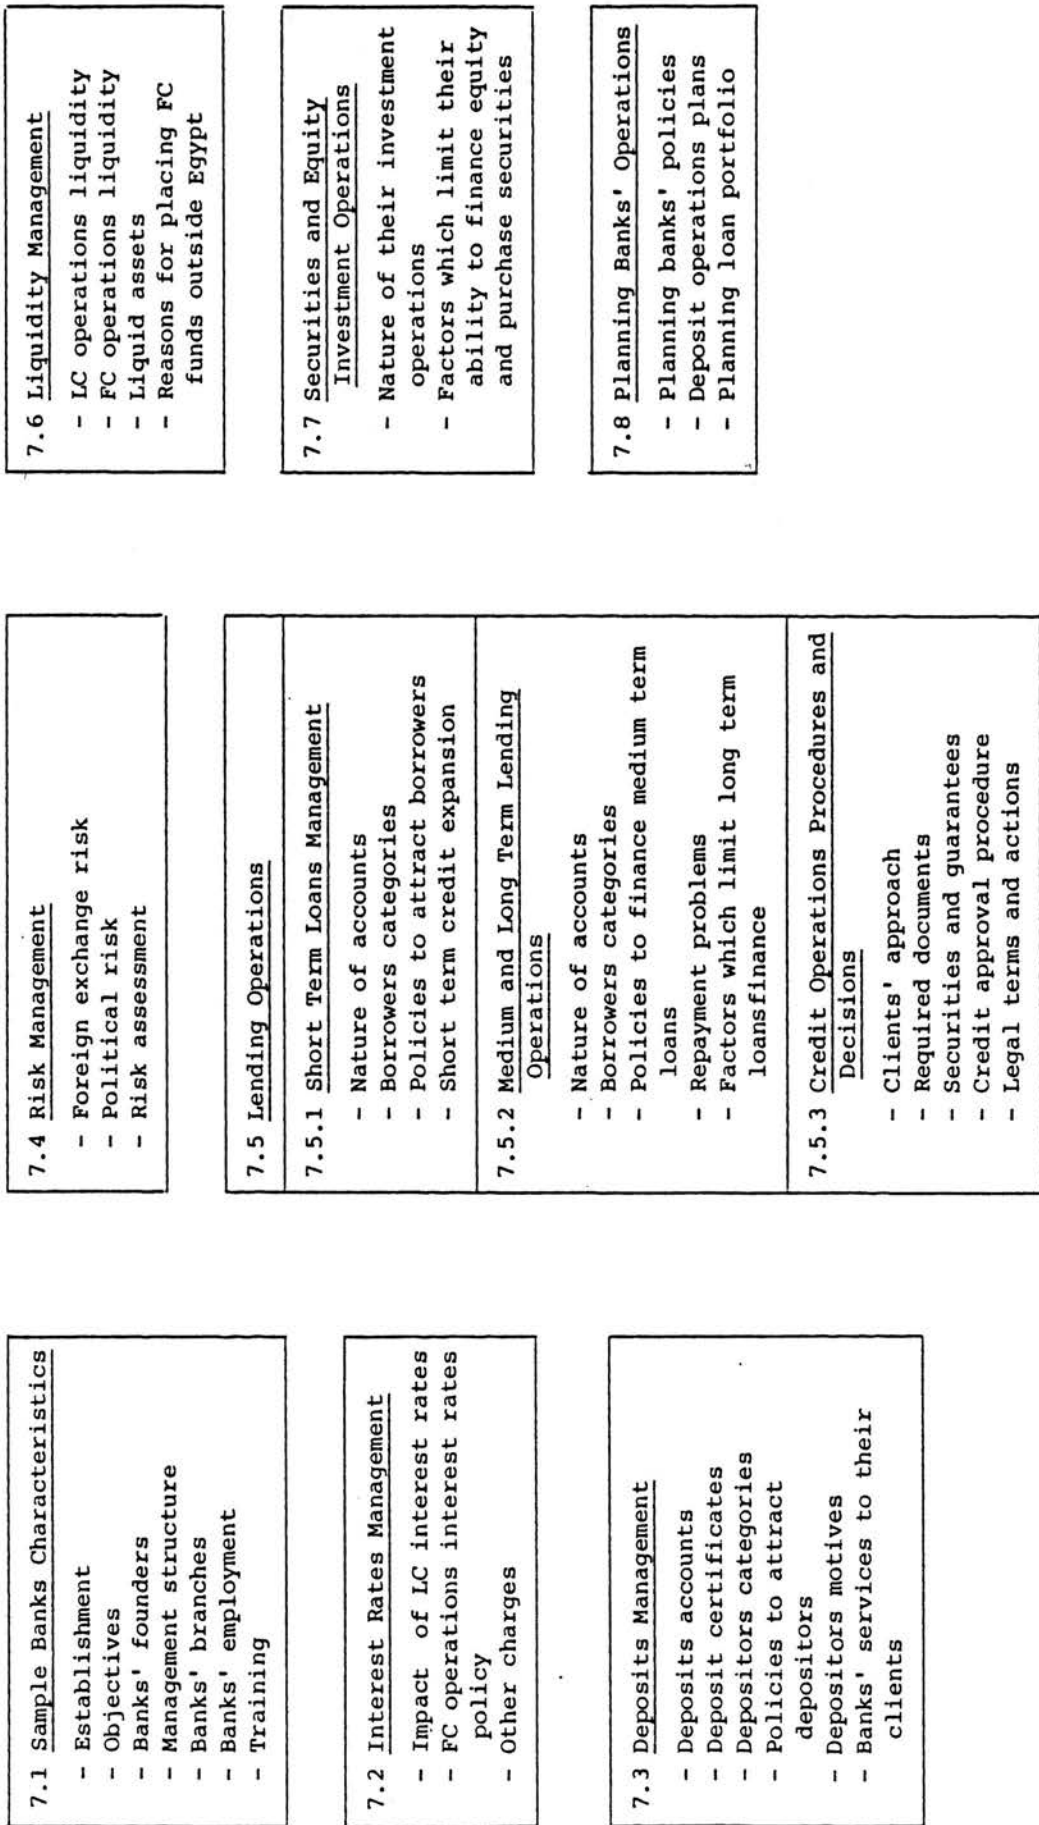 7.1 Sample Banks Characteristics
- Establishment
- Objectives
- Banks' founders
- Management structure
- Banks' branches
- Banks' employment
- Training
7.2 Interest Rates Management
- Impact of LC interest rates
- FC operations interest rates
policy
- Other charges
7.3 Deposits Management
- Deposits accounts
- Deposit certificates
- Depositors categories
- Policies to attract
depositors
- Depositors motives
- Banks' services to their
clients
7.4 Risk Management
- Foreign exchange risk
- Political risk
- Risk assessment
7.5 Lending Operations
7.5.1 Short Term Loans Management
- Nature of accounts
- Borrowers categories
- Policies to attract borrowers
- Short term credit expansion
7.5.2 Medium and Long Term Lending
Operations
- Nature of accounts
- Borrowers categories
- Policies to finance medium term
loans
- Repayment problems
- Factors which limit long term
loansfinance
7.5.3 Credit Operations Procedures and
Decisions
- Clients' approach
- Required documents
- Securities and guarantees
- Credit approval procedure
- Legal terms and actions
7.6 Liquidity Management
- LC operations liquidity
- FC operations liquidity
- Liquid assets
- Reasons for placing FC
funds outside Egypt
7.7 Securities and Equity
Investment Operations
- Nature of their investment
operations
- Factors which limit their
ability to finance equity
and purchase securities
7.8 Planning Banks' Operations
- Planning banks' policies
- Deposit operations plans
- Planning loan portfolio